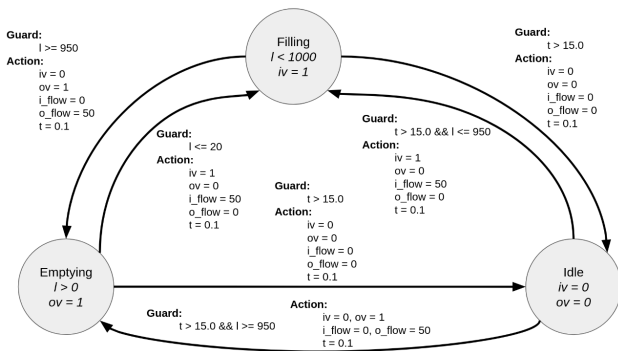 Guard:
l >= 950
Action:
iv = 0
ov = 1
i_flow = 0
o_flow = 50
t = 0.1
Filling
l < 1000
iv = 1
Guard:
t > 15.0
Action:
iv = 0
ov = 0
i_flow = 0
o_flow = 0
t = 0.1
Guard:
l <= 20
Action:
iv = 1
ov = 0
i_flow = 50
o_flow = 0
t = 0.1
Guard:
t > 15.0 && l <= 950
Action:
iv = 1
ov = 0
i_flow = 50
o_flow = 0
t = 0.1
Guard:
t > 15.0
Action:
iv = 0
ov = 0
i_flow = 0
o_flow = 0
t = 0.1
Emptying
l > 0
ov = 1
Idle
iv = 0
ov = 0
Guard:
t > 15.0 && l >= 950
Action:
iv = 0, ov = 1
i_flow = 0, o_flow = 50
t = 0.1